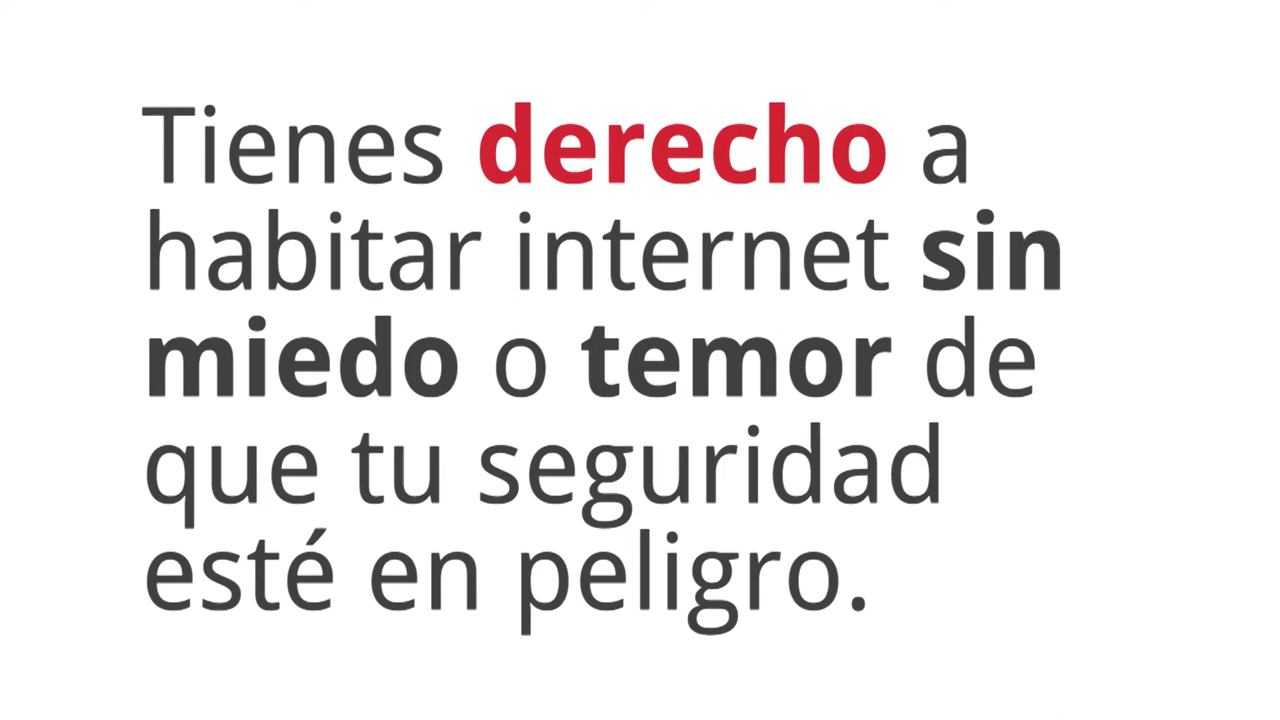 Tienes derecho a
habitar internet sin
miedo o temor de
que tu seguridad
esté en peligro.